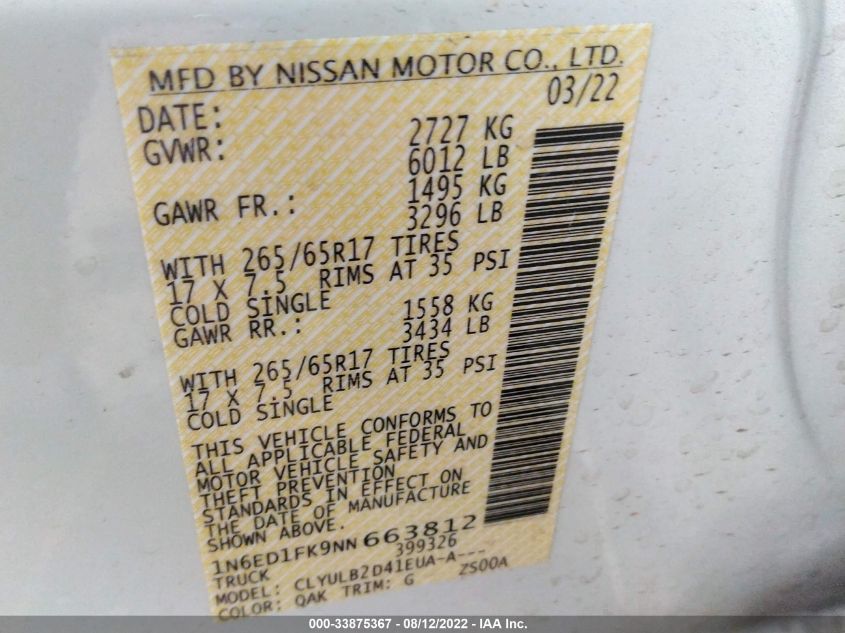 MFD BY NISSAN MOTOR CO., LTD.
DATE: 03/22
GVWR: 2727 KG
6012 LB
GAWR FR.: 1495 KG
3296 LB
WITH 265/65R17 TIRES
17 X 7.5 RIMS AT 35 PSI
COLD SINGLE
GAWR RR.: 1558 KG
3434 LB
WITH 265/65R17 TIRES
17 X 7.5 RIMS AT 35 PSI
COLD SINGLE
THIS VEHICLE CONFORMS TO
ALL APPLICABLE FEDERAL
MOTOR VEHICLE SAFETY AND
THEFT PREVENTION
STANDARDS IN EFFECT ON
THE DATE OF MANUFACTURE
SHOWN ABOVE.
1N6ED1FK9NN663812
TRUCK 399326
MODEL: CLYULB2D41EUA-A---
COLOR: QAK TRIM: G ZS00A
000-33875367 - 08/12/2022 - IAA Inc.